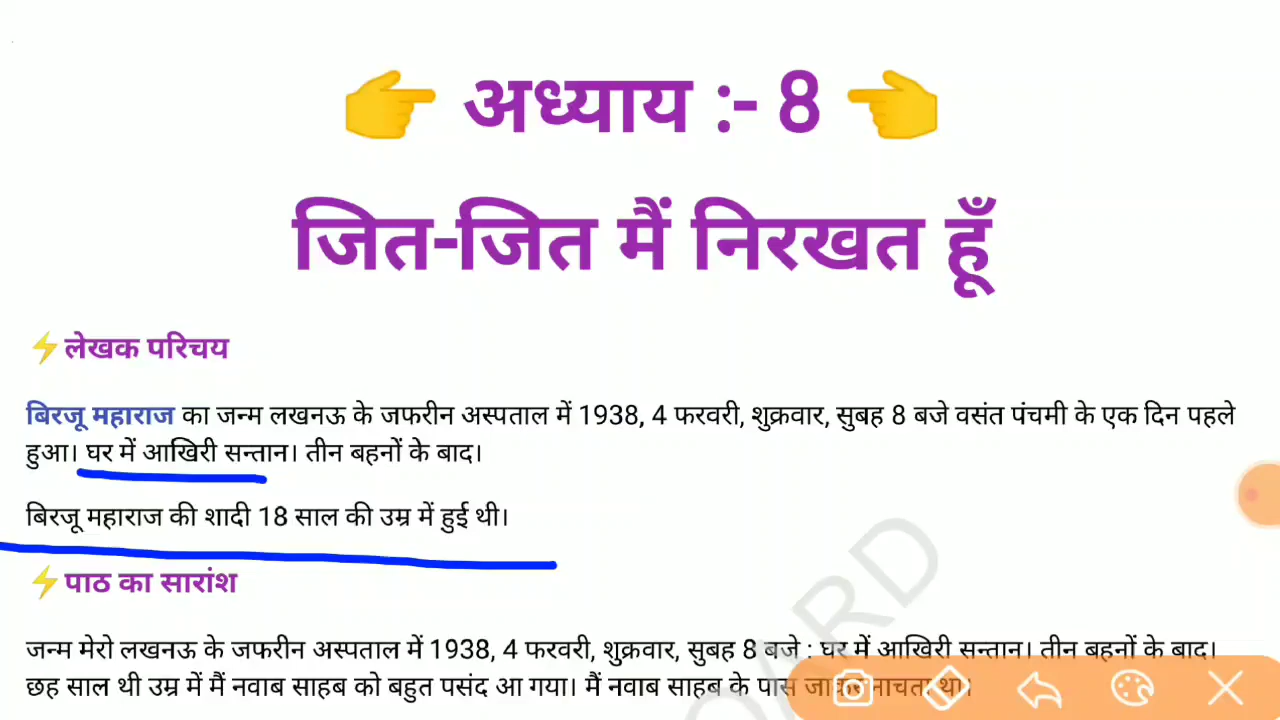 👉 अध्याय :- 8 👈
जित-जित मैं निरखत हूँ
⚡लेखक परिचय
बिरजू महाराज का जन्म लखनऊ के जफरीन अस्पताल में 1938, 4 फरवरी, शुक्रवार, सुबह 8 बजे वसंत पंचमी के एक दिन पहले
हुआ। घर में आखिरी सन्तान। तीन बहनों के बाद।
बिरजू महाराज की शादी 18 साल की उम्र में हुई थी।
⚡पाठ का सारांश
जन्म मेरो लखनऊ के जफरीन अस्पताल में 1938, 4 फरवरी, शुक्रवार, सुबह 8 बजे : घर में आखिरी सन्तान। तीन बहनों के बाद।
छह साल थी उम्र में मैं नवाब साहब को बहुत पसंद आ गया। मैं नवाब साहब के पास जाकर नाचता था।